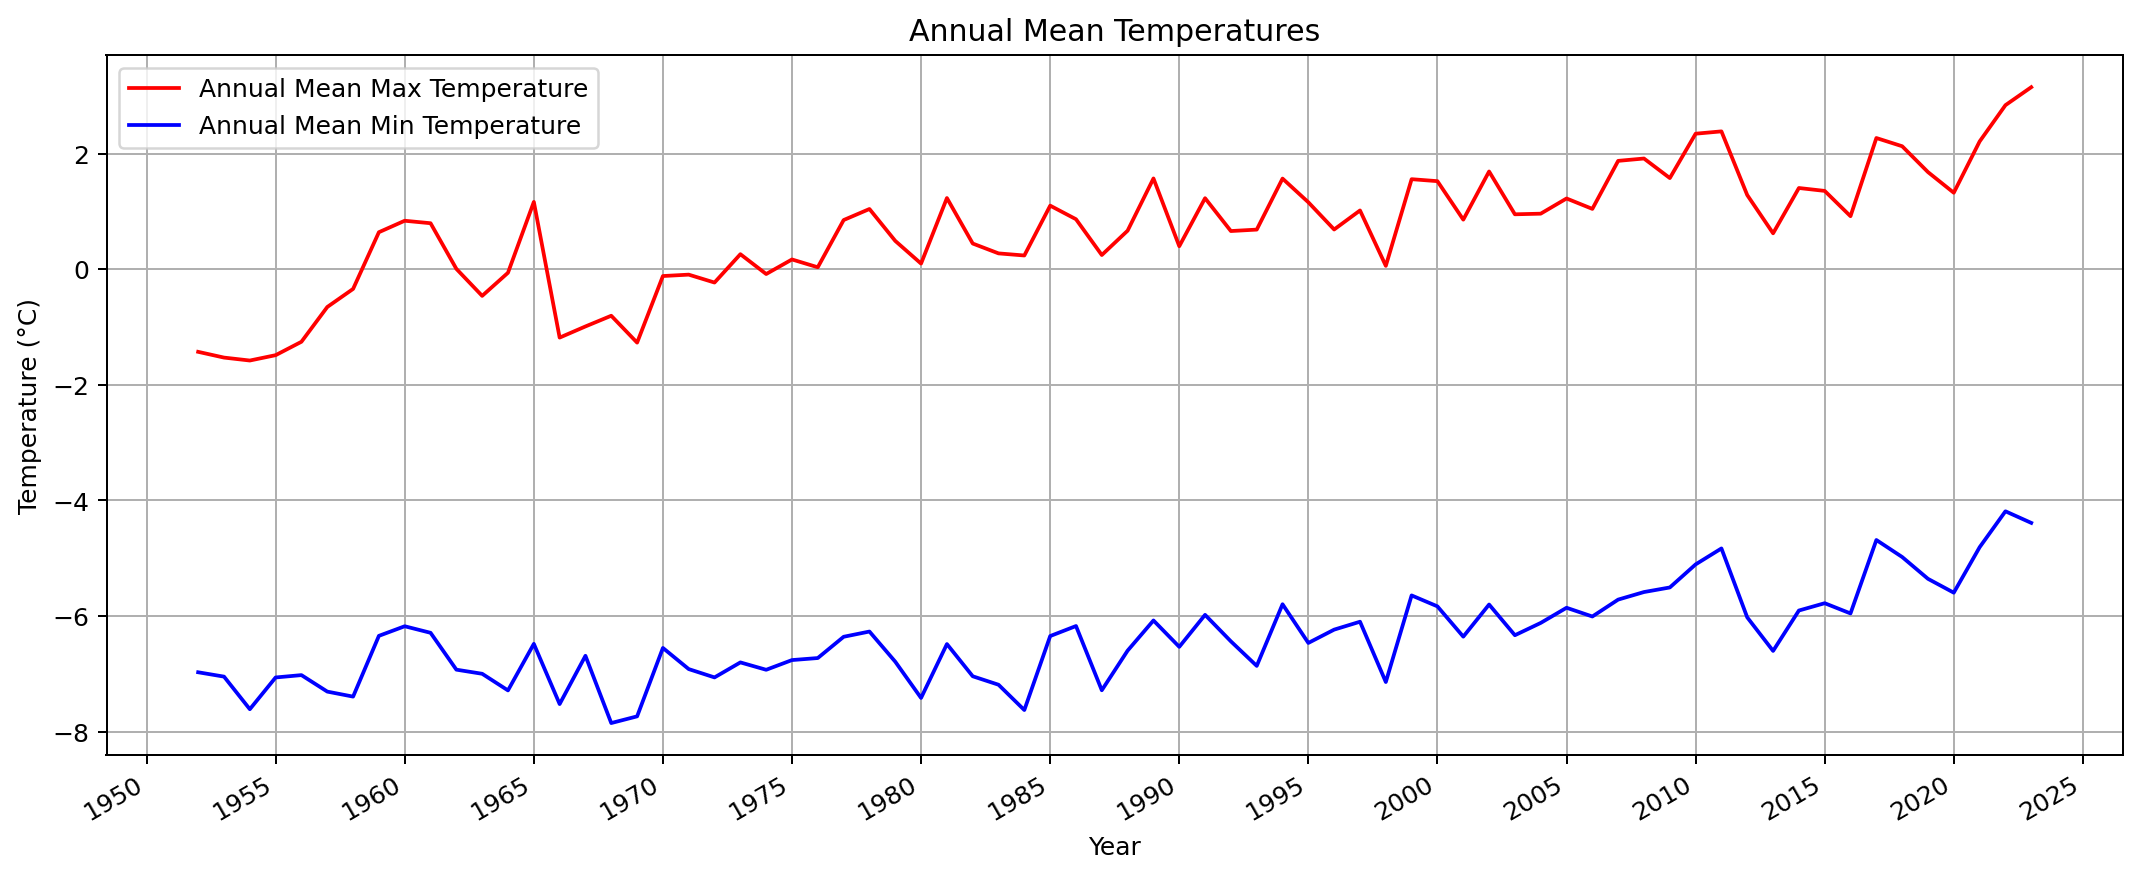 Annual Mean Temperatures
Annual Mean Max Temperature
Annual Mean Min Temperature
Temperature (°C)
2
0
−2
−4
−6
−8
1950 1955 1960 1965 1970 1975 1980 1985 1990 1995 2000 2005 2010 2015 2020 2025
Year